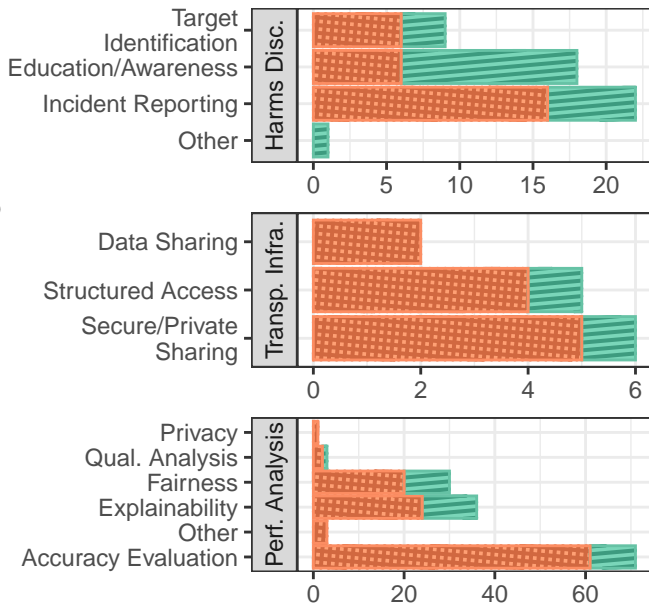 Target
Identification
Education/Awareness
Incident Reporting
Other
Harms Disc.
0 5 10 15 20
Data Sharing
Structured Access
Secure/Private
Sharing
Transp. Infra.
0 2 4 6
Privacy
Qual. Analysis
Fairness
Explainability
Other
Accuracy Evaluation
Perf. Analysis
0 20 40 60